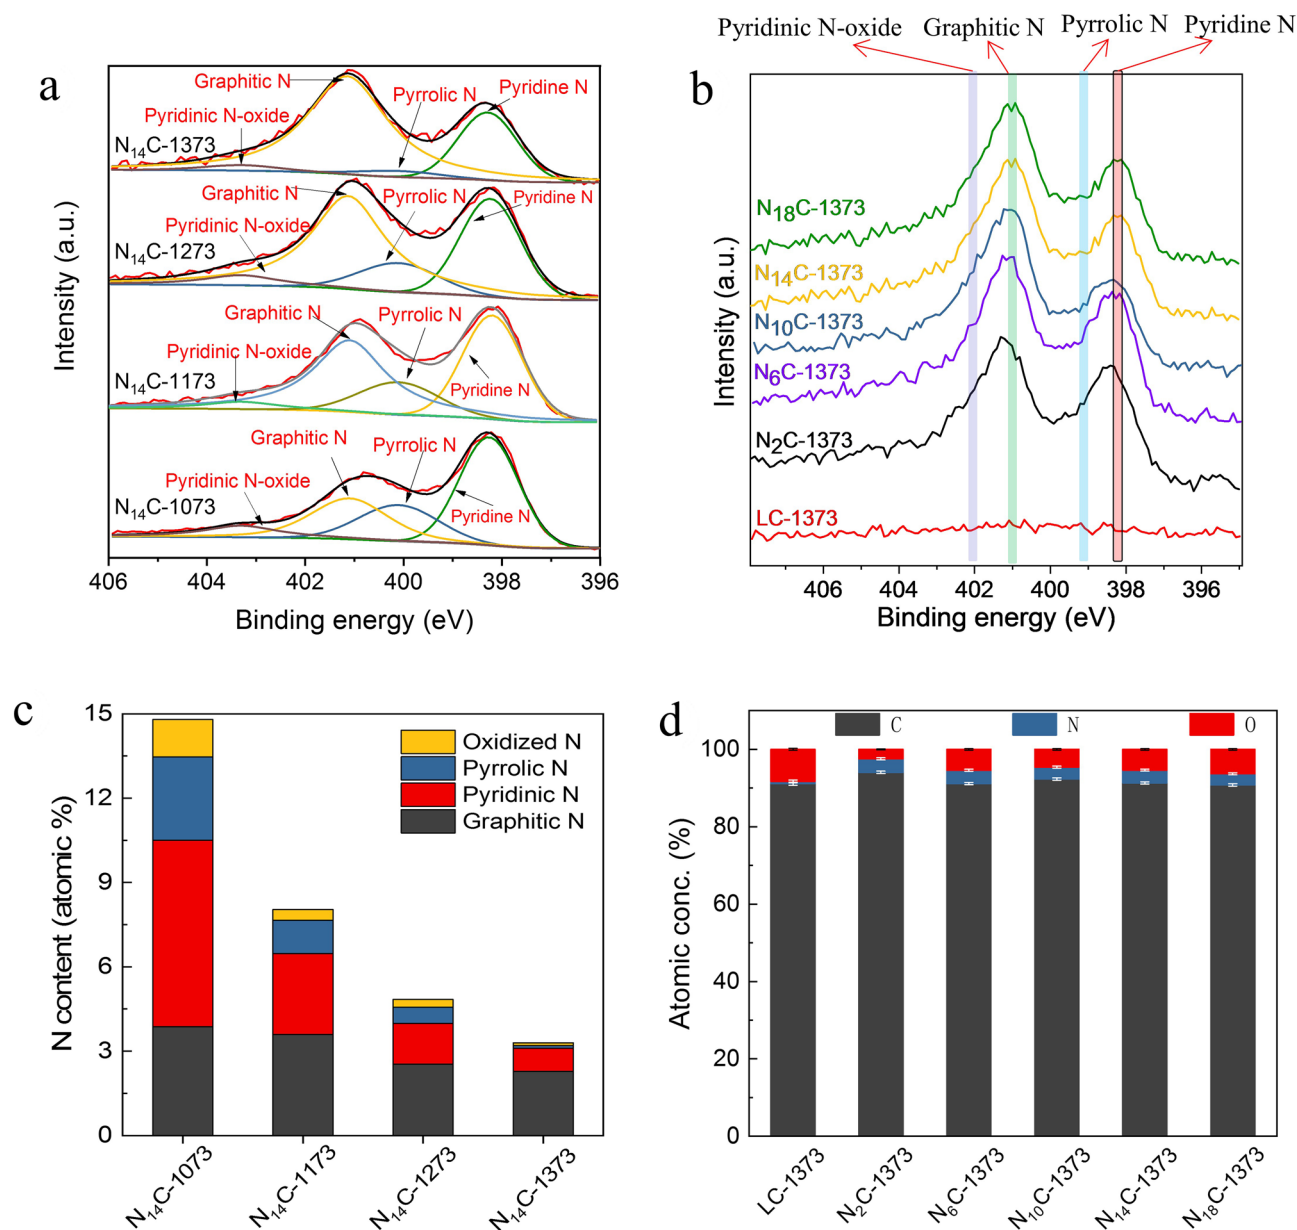 a
Graphitic N
Pyrrolic N
Pyridine N
Pyridinic N-oxide
N14C-1373
Graphitic N
Pyrrolic N
Pyridine N
Pyridinic N-oxide
N14C-1273
Graphitic N
Pyrrolic N
Pyridinic N-oxide
N14C-1173
Pyridine N
Graphitic N
Pyrrolic N
Pyridinic N-oxide
N14C-1073
Pyridine N
406 404 402 400 398 396
Binding energy (eV)
Intensity (a.u.)
Pyridinic N-oxide Graphitic N Pyrrolic N Pyridine N
b
N18C-1373
N14C-1373
N10C-1373
N6C-1373
N2C-1373
LC-1373
406 404 402 400 398 396
Binding energy (eV)
Intensity (a.u.)
c
15
12
9
6
3
0
N content (atomic %)
Oxidized N
Pyrrolic N
Pyridinic N
Graphitic N
N14C-1073 N14C-1173 N14C-1273 N14C-1373
d
C N O
100
80
60
40
20
0
Atomic conc. (%)
LC-1373 N2C-1373 N6C-1373 N10C-1373 N14C-1373 N18C-1373